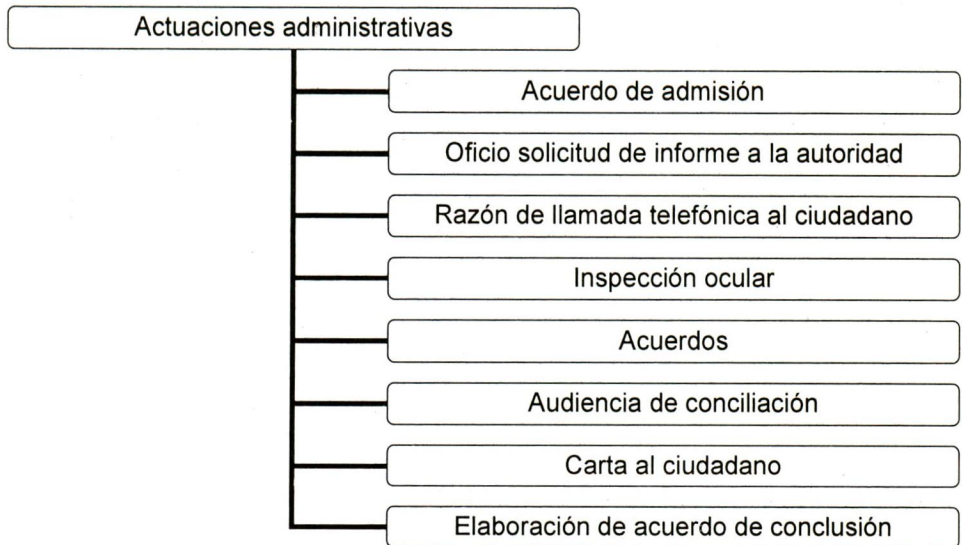 Actuaciones administrativas
Acuerdo de admisión
Oficio solicitud de informe a la autoridad
Razón de llamada telefónica al ciudadano
Inspección ocular
Acuerdos
Audiencia de conciliación
Carta al ciudadano
Elaboración de acuerdo de conclusión